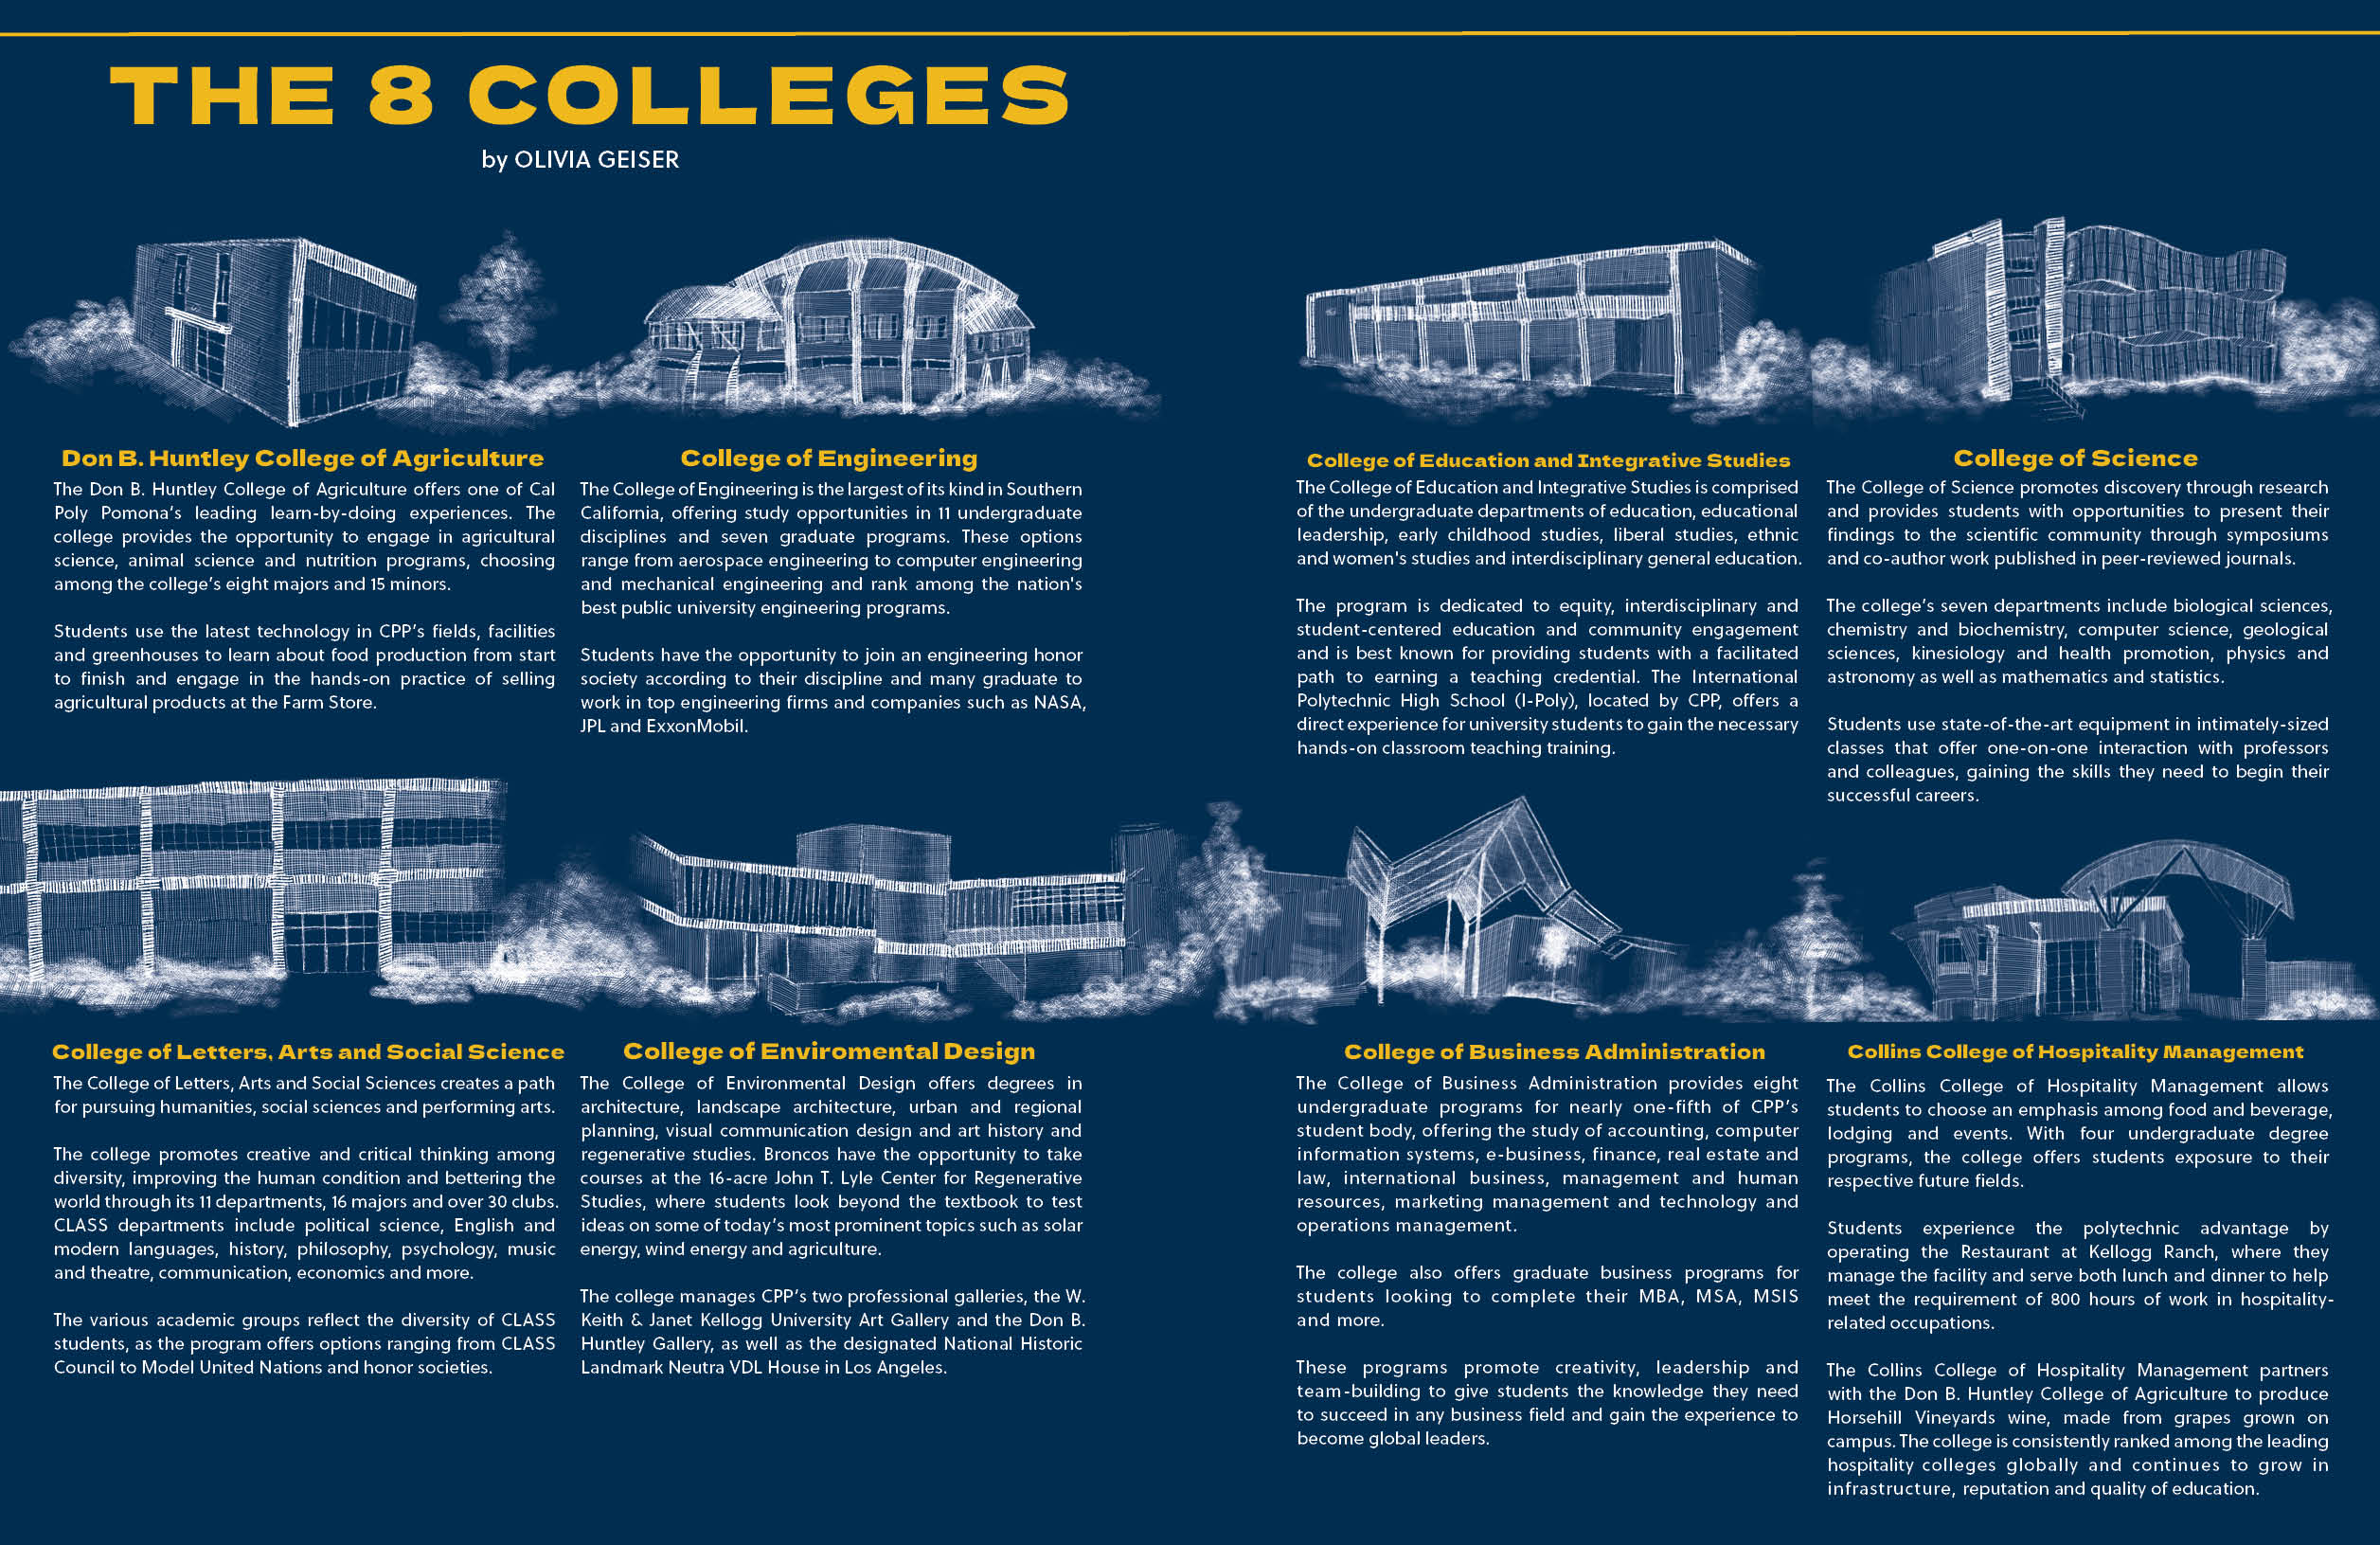 THE 8 COLLEGES
by OLIVIA GEISER
Don B. Huntley College of Agriculture
The Don B. Huntley College of Agriculture offers one of Cal
Poly Pomona's leading learn-by-doing experiences. The
college provides the opportunity to engage in agricultural
science, animal science and nutrition programs, choosing
among the college's eight majors and 15 minors.
Students use the latest technology in CPP's fields, facilities
and greenhouses to learn about food production from start
to finish and engage in the hands-on practice of selling
agricultural products at the Farm Store.
College of Engineering
The College of Engineering is the largest of its kind in Southern
California, offering study opportunities in 11 undergraduate
disciplines and seven graduate programs. These options
range from aerospace engineering to computer engineering
and mechanical engineering and rank among the nation's
best public university engineering programs.
Students have the opportunity to join an engineering honor
society according to their discipline and many graduate to
work in top engineering firms and companies such as NASA,
JPL and ExxonMobil.
College of Education and Integrative Studies
The College of Education and Integrative Studies is comprised
of the undergraduate departments of education, educational
leadership, early childhood studies, liberal studies, ethnic
and women's studies and interdisciplinary general education.
The program is dedicated to equity, interdisciplinary and
student-centered education and community engagement
and is best known for providing students with a facilitated
path to earning a teaching credential. The International
Polytechnic High School (I-Poly), located by CPP, offers a
direct experience for university students to gain the necessary
hands-on classroom teaching training.
College of Science
The College of Science promotes discovery through research
and provides students with opportunities to present their
findings to the scientific community through symposiums
and co-author work published in peer-reviewed journals.
The college's seven departments include biological sciences,
chemistry and biochemistry, computer science, geological
sciences, kinesiology and health promotion, physics and
astronomy as well as mathematics and statistics.
Students use state-of-the-art equipment in intimately-sized
classes that offer one-on-one interaction with professors
and colleagues, gaining the skills they need to begin their
successful careers.
College of Letters, Arts and Social Science
The College of Letters, Arts and Social Sciences creates a path
for pursuing humanities, social sciences and performing arts.
The college promotes creative and critical thinking among
diversity, improving the human condition and bettering the
world through its 11 departments, 16 majors and over 30 clubs.
CLASS departments include political science, English and
modern languages, history, philosophy, psychology, music
and theatre, communication, economics and more.
The various academic groups reflect the diversity of CLASS
students, as the program offers options ranging from CLASS
Council to Model United Nations and honor societies.
College of Enviromental Design
The College of Environmental Design offers degrees in
architecture, landscape architecture, urban and regional
planning, visual communication design and art history and
regenerative studies. Broncos have the opportunity to take
courses at the 16-acre John T. Lyle Center for Regenerative
Studies, where students look beyond the textbook to test
ideas on some of today's most prominent topics such as solar
energy, wind energy and agriculture.
The college manages CPP's two professional galleries, the W.
Keith & Janet Kellogg University Art Gallery and the Don B.
Huntley Gallery, as well as the designated National Historic
Landmark Neutra VDL House in Los Angeles.
College of Business Administration
The College of Business Administration provides eight
undergraduate programs for nearly one-fifth of CPP's
student body, offering the study of accounting, computer
information systems, e-business, finance, real estate and
law, international business, management and human
resources, marketing management and technology and
operations management.
The college also offers graduate business programs for
students looking to complete their MBA, MSA, MSIS
and more.
These programs promote creativity, leadership and
team-building to give students the knowledge they need
to succeed in any business field and gain the experience to
become global leaders.
Collins College of Hospitality Management
The Collins College of Hospitality Management allows
students to choose an emphasis among food and beverage,
lodging and events. With four undergraduate degree
programs, the college offers students exposure to their
respective future fields.
Students experience the polytechnic advantage by
operating the Restaurant at Kellogg Ranch, where they
manage the facility and serve both lunch and dinner to help
meet the requirement of 800 hours of work in hospitality-
related occupations.
The Collins College of Hospitality Management partners
with the Don B. Huntley College of Agriculture to produce
Horsehill Vineyards wine, made from grapes grown on
campus. The college is consistently ranked among the leading
hospitality colleges globally and continues to grow in
infrastructure, reputation and quality of education.